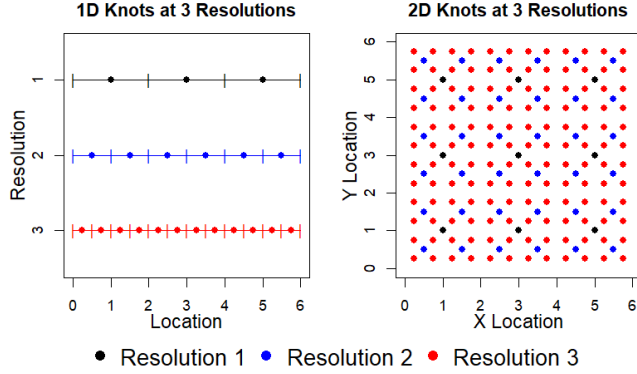 1D Knots at 3 Resolutions
Resolution
1
2
3
0 1 2 3 4 5 6
Location
2D Knots at 3 Resolutions
Y Location
6
5
4
3
2
1
0
0 1 2 3 4 5 6
X Location
Resolution 1 Resolution 2 Resolution 3